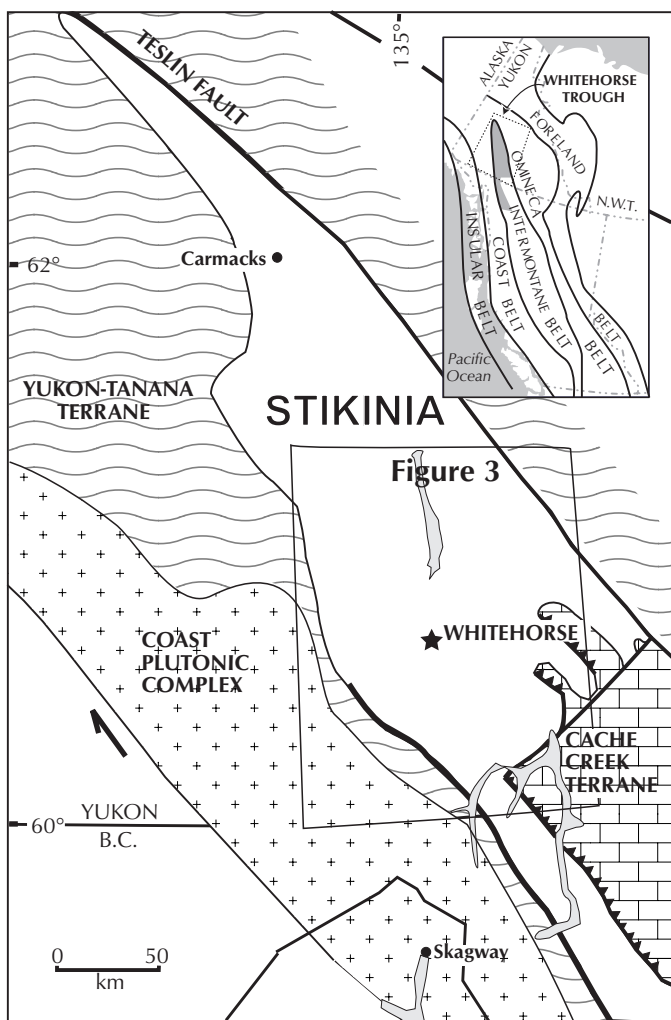 TESLIN FAULT
135°
ALASKA
YUKON
WHITEHORSE
TROUGH
FORELAND
OMINECA
N.W.T.
INSULAR
BELT
COAST
BELT
INTERMONTANE BELT
BELT
BELT
Pacific
Ocean
Carmacks
62°
YUKON-TANANA
TERRANE
STIKINIA
Figure 3
WHITEHORSE
COAST
PLUTONIC
COMPLEX
CACHE
CREEK
TERRANE
60°
YUKON
B.C.
Skagway
0 50
km